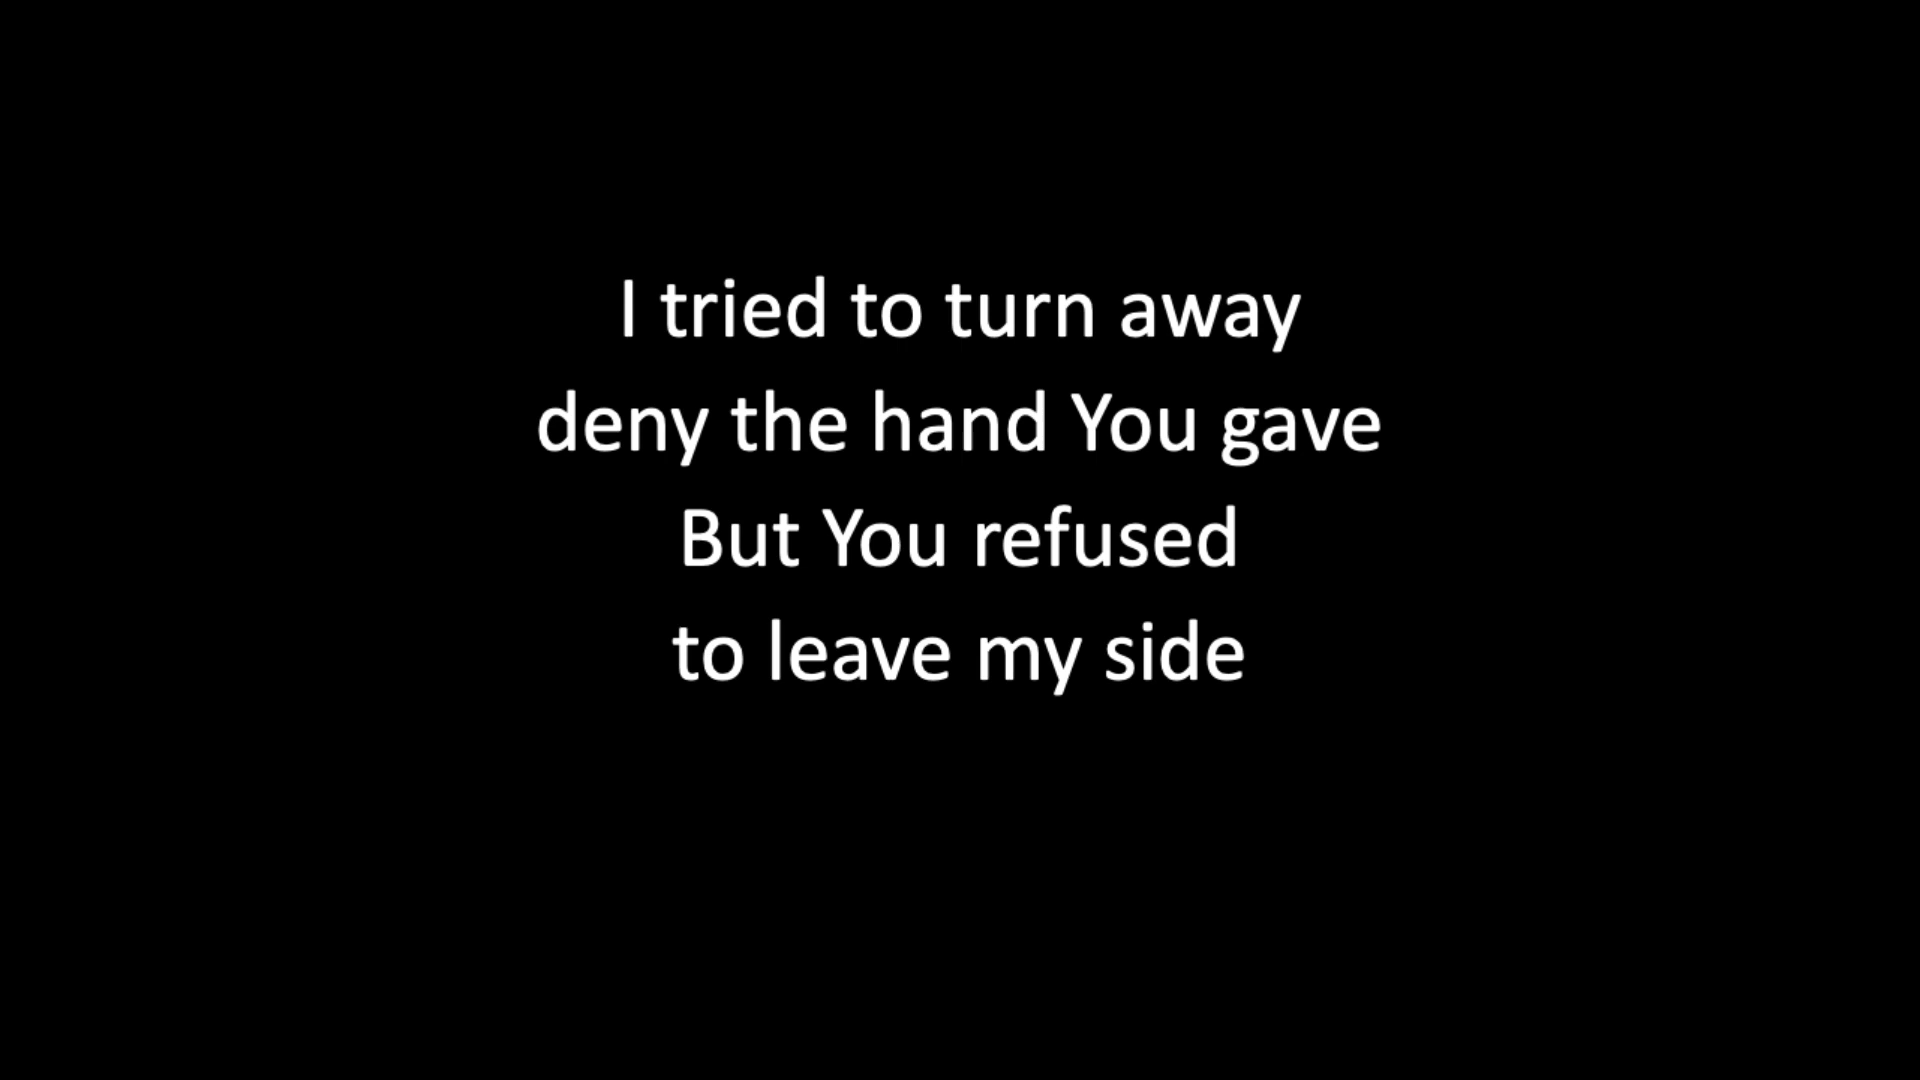 I tried to turn away
deny the hand You gave
But You refused
to leave my side